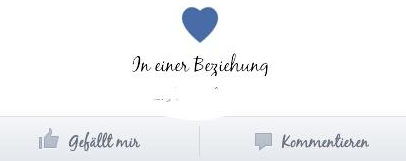 In einer Beziehung
Gefällt mir
Kommentieren